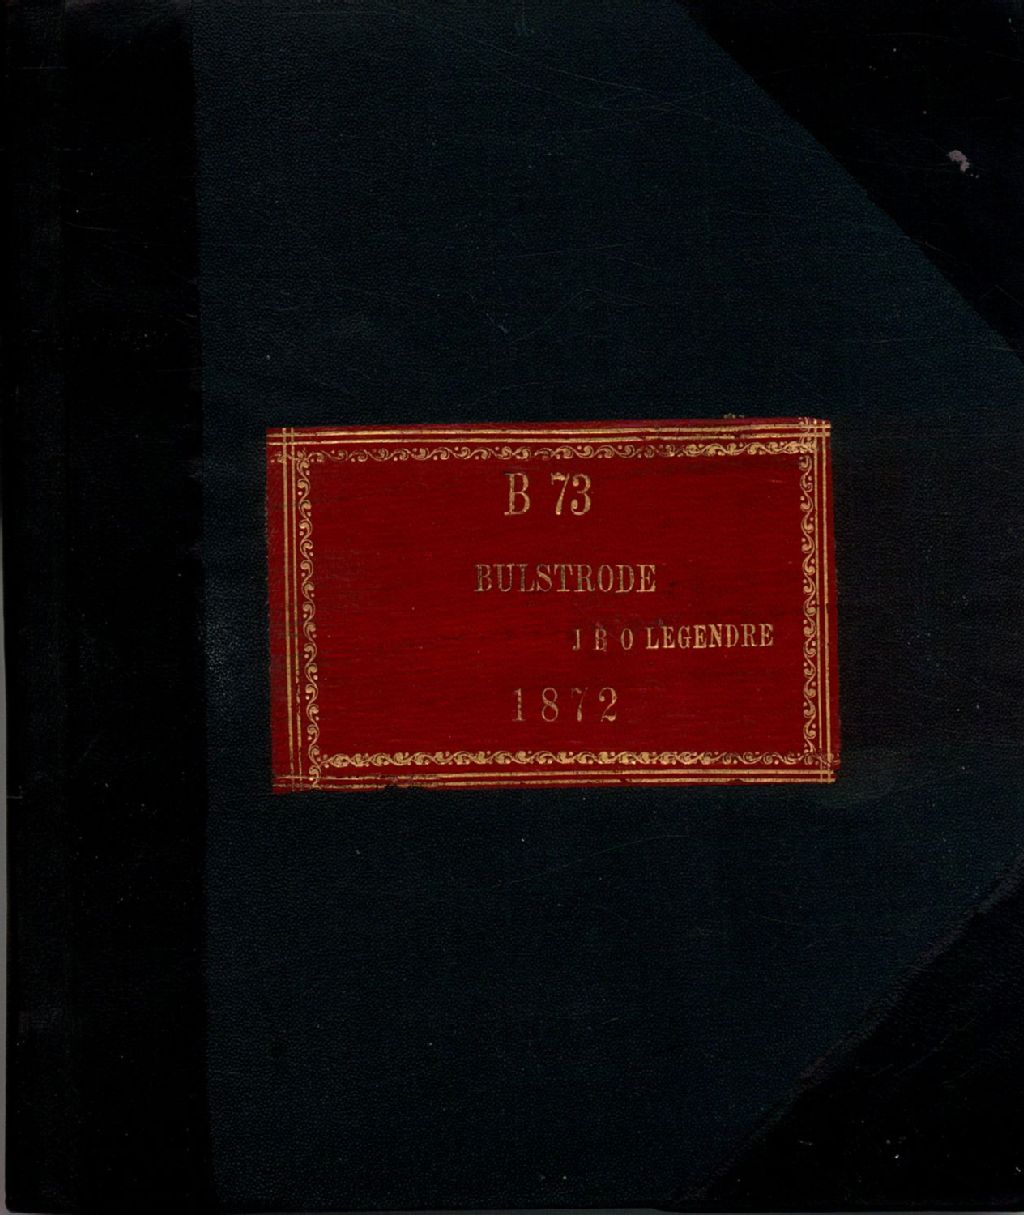 B 73
BULSTRODE
J B O LEGENDRE
1872